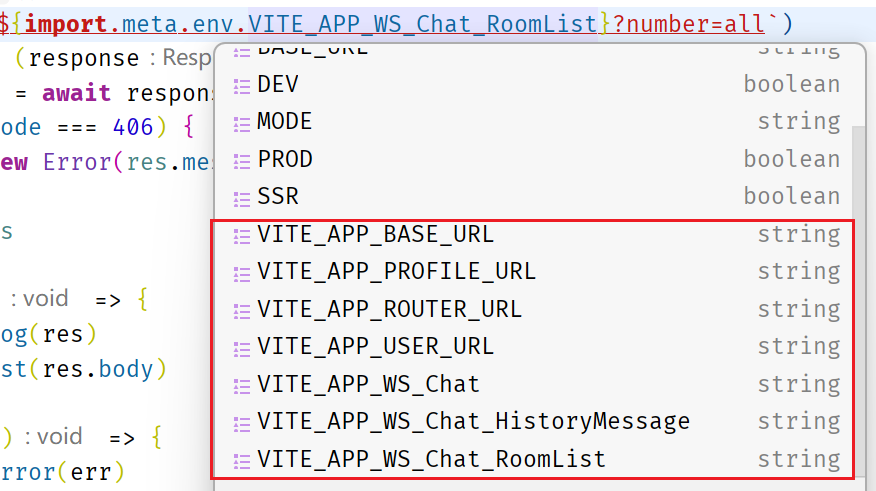 ${import.meta.env.VITE_APP_WS_Chat_RoomList}?number=all`)
(response : Resp
= await respon
ode === 406) {
ew Error(res.me
s
: void => {
og(res)
st(res.body)
) : void => {
rror(err)
BASE_URL string
DEV boolean
MODE string
PROD boolean
SSR boolean
VITE_APP_BASE_URL string
VITE_APP_PROFILE_URL string
VITE_APP_ROUTER_URL string
VITE_APP_USER_URL string
VITE_APP_WS_Chat string
VITE_APP_WS_Chat_HistoryMessage string
VITE_APP_WS_Chat_RoomList string